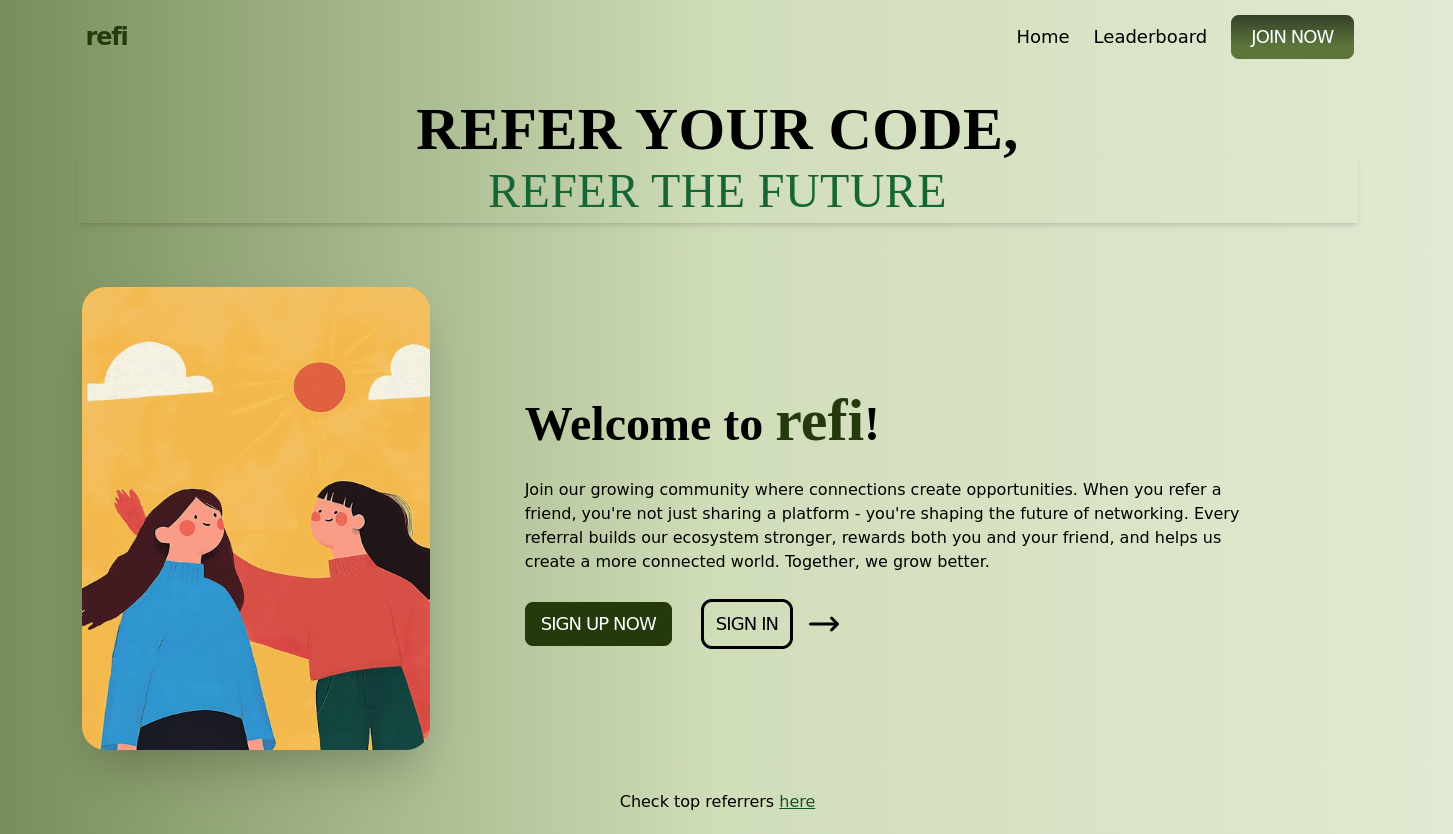 refi
Home
Leaderboard
JOIN NOW
REFER YOUR CODE,
REFER THE FUTURE
Welcome to refi!
Join our growing community where connections create opportunities. When you refer a
friend, you're not just sharing a platform - you're shaping the future of networking. Every
referral builds our ecosystem stronger, rewards both you and your friend, and helps us
create a more connected world. Together, we grow better.
SIGN UP NOW
SIGN IN
Check top referrers here